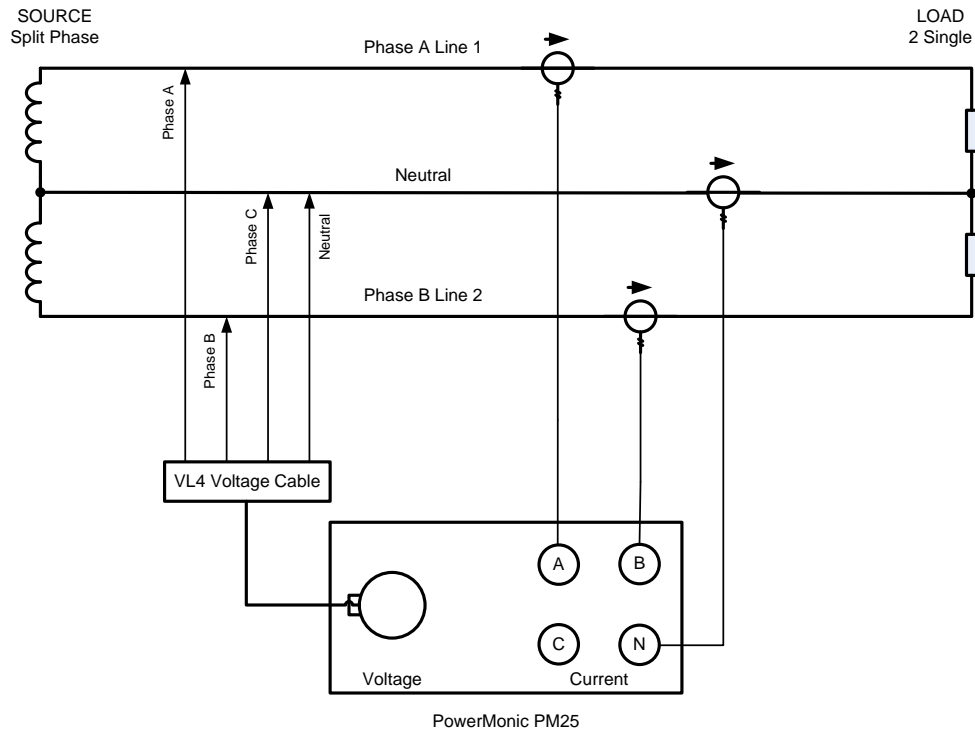 SOURCE
Split Phase
LOAD
2 Single
Phase A Line 1
Phase A
Neutral
Phase C
Neutral
Phase B Line 2
Phase B
VL4 Voltage Cable
A
B
C
N
Voltage
Current
PowerMonic PM25